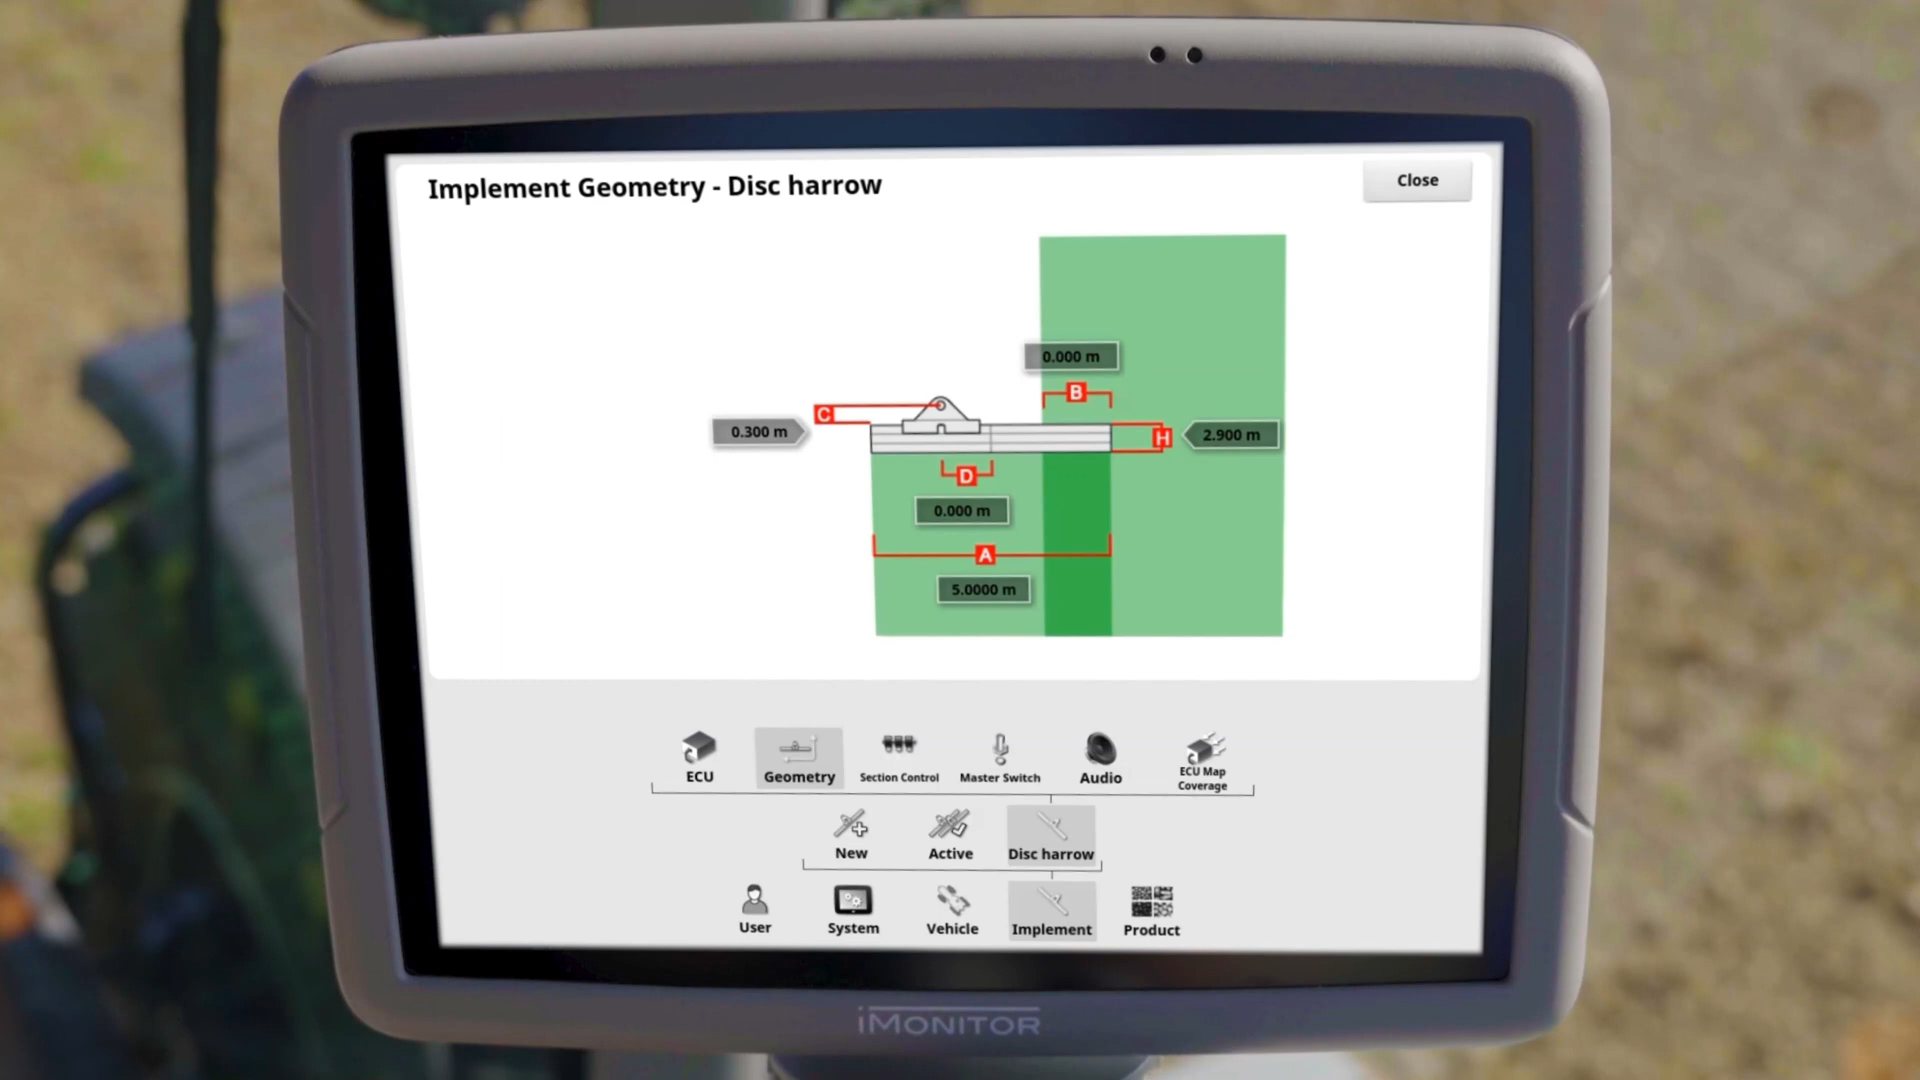 Implement Geometry - Disc harrow
Close
0.000 m
B
C
0.300 m
H
2.900 m
D
0.000 m
A
5.0000 m
ECU
Geometry
Section Control
Master Switch
Audio
ECU Map
Coverage
New
Active
Disc harrow
User
System
Vehicle
Implement
Product
iMONITOR